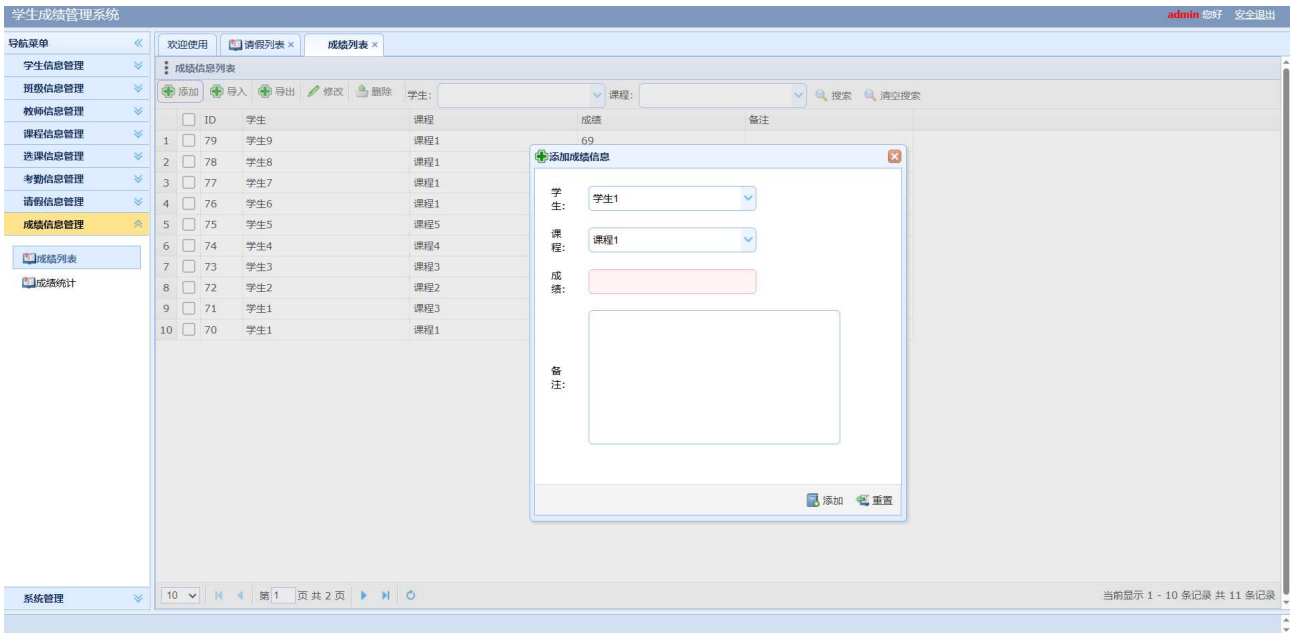 学生成绩管理系统
admin 您好 安全退出
导航菜单
欢迎使用 请假列表 成绩列表
学生信息管理
班级信息管理
教师信息管理
课程信息管理
选课信息管理
考勤信息管理
请假信息管理
成绩信息管理
成绩列表
成绩统计
系统管理
成绩信息列表
添加 导入 导出 修改 删除 学生: 课程: 搜索 清空搜索
ID 学生 课程 成绩 备注
1 79 学生9 课程1 69
2 78 学生8 课程1
3 77 学生7 课程1
4 76 学生6 课程1
5 75 学生5 课程5
6 74 学生4 课程4
7 73 学生3 课程3
8 72 学生2 课程2
9 71 学生1 课程3
10 70 学生1 课程1
添加成绩信息
学生: 学生1
课程: 课程1
成绩:
备注:
添加 重置
10 第 1 页 共 2 页
当前显示 1 - 10 条记录 共 11 条记录